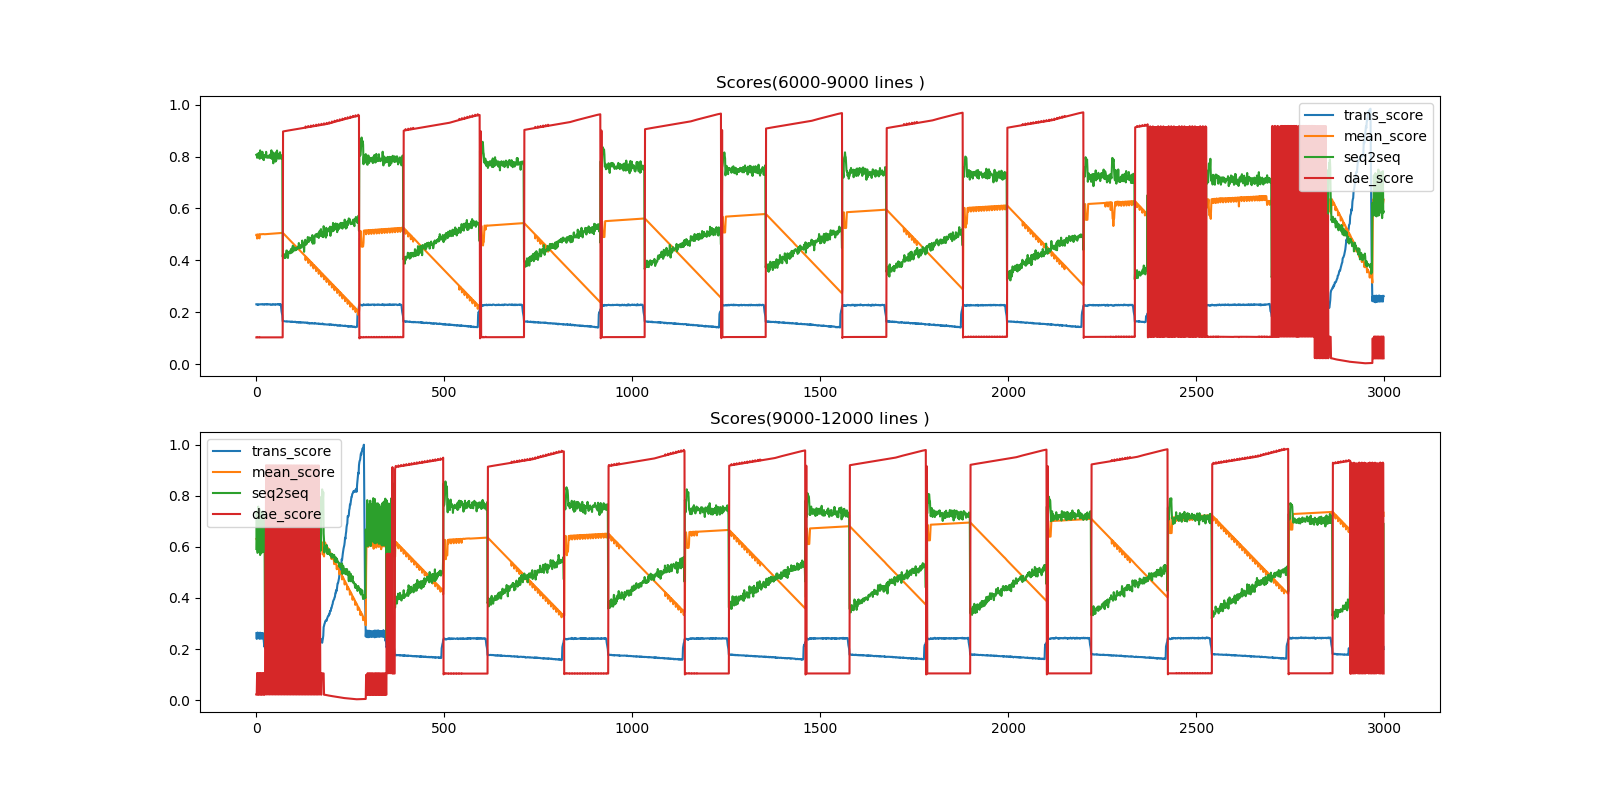 Scores(6000-9000 lines )
1.0
0.8
0.6
0.4
0.2
0.0
trans_score
mean_score
seq2seq
dae_score
0 500 1000 1500 2000 2500 3000
Scores(9000-12000 lines )
1.0
0.8
0.6
0.4
0.2
0.0
trans_score
mean_score
seq2seq
dae_score
0 500 1000 1500 2000 2500 3000